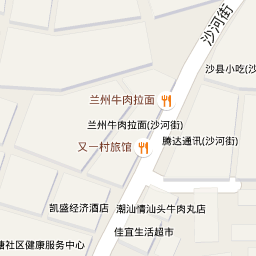 沙河街
沙县小吃(沙
兰州牛肉拉面
兰州牛肉拉面(沙河街)
腾达通讯(沙河街)
又一村旅馆
凯盛经济酒店
潮汕情汕头牛肉丸店
佳宜生活超市
塘社区健康服务中心